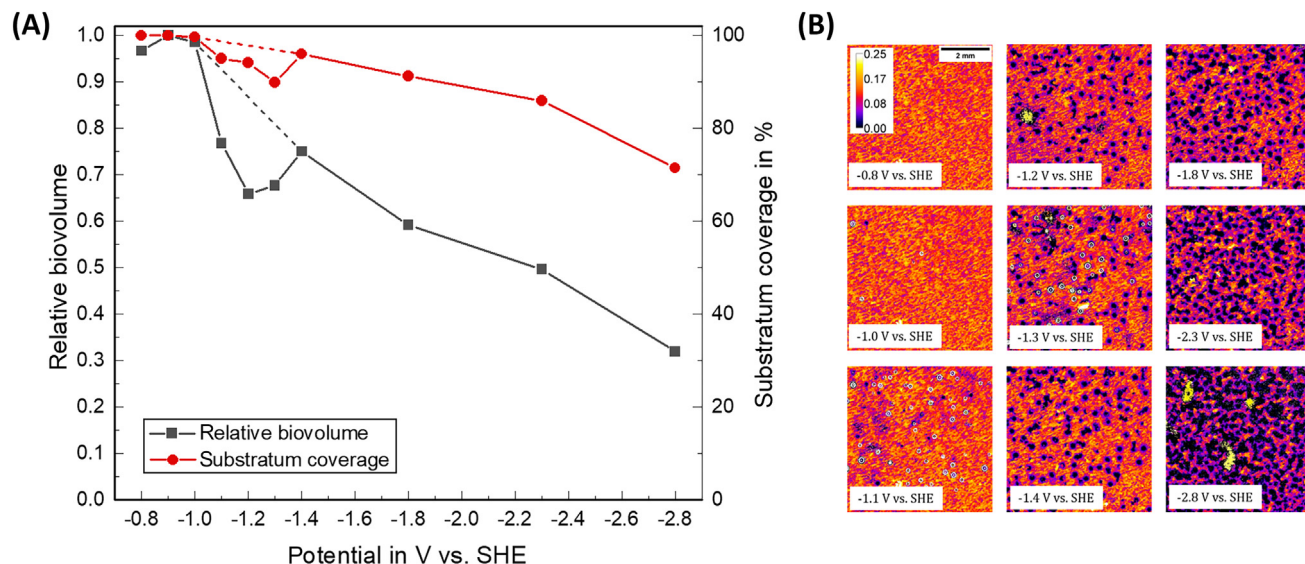 (A)
1.0
0.9
0.8
0.7
0.6
0.5
0.4
0.3
0.2
0.1
0.0
Relative biovolume
100
80
60
40
20
0
Substratum coverage in %
Relative biovolume
Substratum coverage
-0.8 -1.0 -1.2 -1.4 -1.6 -1.8 -2.0 -2.2 -2.4 -2.6 -2.8
Potential in V vs. SHE
(B)
0.25
0.17
0.08
0.00
2 mm
-0.8 V vs. SHE
-1.2 V vs. SHE
-1.8 V vs. SHE
-1.0 V vs. SHE
-1.3 V vs. SHE
-2.3 V vs. SHE
-1.1 V vs. SHE
-1.4 V vs. SHE
-2.8 V vs. SHE